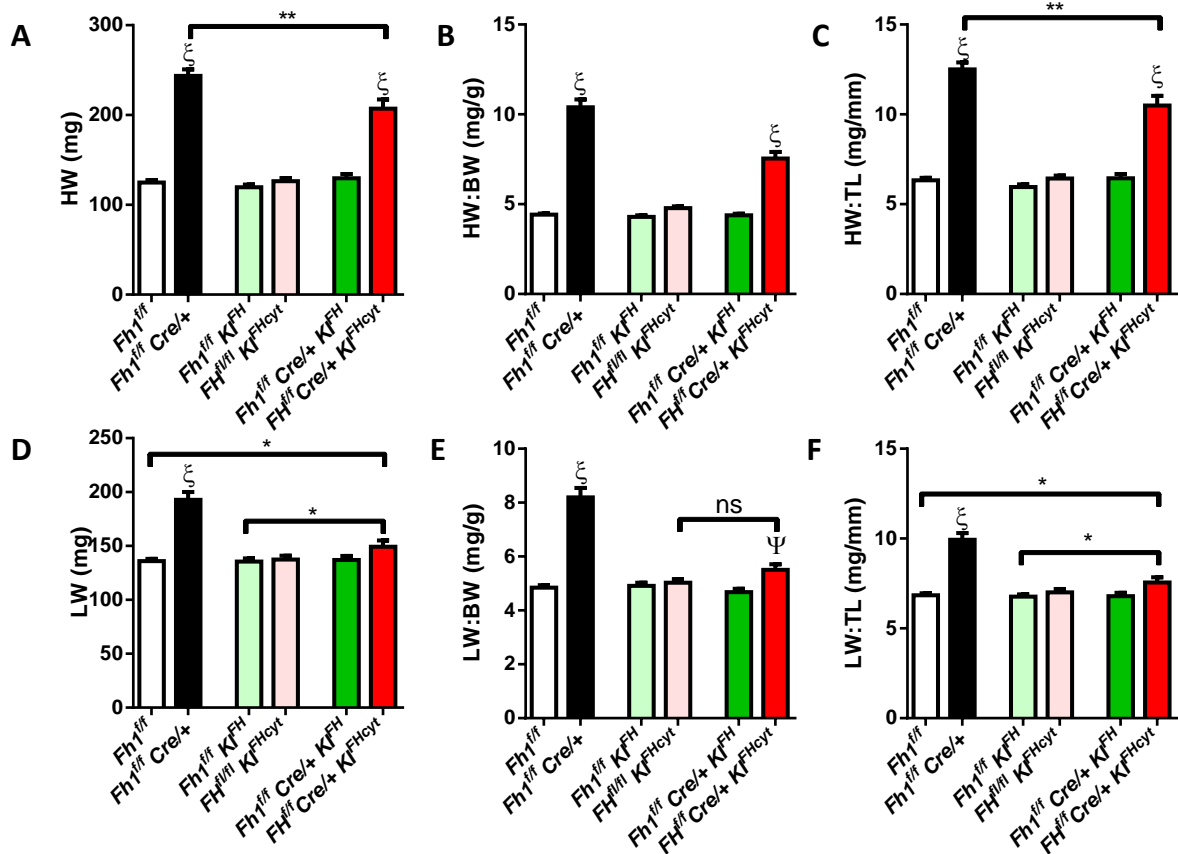 A
HW (mg)
300
200
100
0
**
ξ
ξ
Fh1f/f
Fh1f/f Cre/+
Fh1f/f KIFH
FHfl/fl KIFHcyt
Fh1f/f Cre/+ KIFH
FHf/f Cre/+ KIFHcyt
B
HW:BW (mg/g)
15
10
5
0
ξ
ξ
Fh1f/f
Fh1f/f Cre/+
Fh1f/f KIFH
FHfl/fl KIFHcyt
Fh1f/f Cre/+ KIFH
FHf/f Cre/+ KIFHcyt
C
HW:TL (mg/mm)
15
10
5
0
**
ξ
ξ
Fh1f/f
Fh1f/f Cre/+
Fh1f/f KIFH
FHfl/fl KIFHcyt
Fh1f/f Cre/+ KIFH
FHf/f Cre/+ KIFHcyt
D
LW (mg)
250
200
150
100
50
0
*
ξ
*
Fh1f/f
Fh1f/f Cre/+
Fh1f/f KIFH
FHfl/fl KIFHcyt
Fh1f/f Cre/+ KIFH
FHf/f Cre/+ KIFHcyt
E
LW:BW (mg/g)
10
8
6
4
2
0
ξ
ns
Ψ
Fh1f/f
Fh1f/f Cre/+
Fh1f/f KIFH
FHfl/fl KIFHcyt
Fh1f/f Cre/+ KIFH
FHf/f Cre/+ KIFHcyt
F
LW:TL (mg/mm)
15
10
5
0
*
ξ
*
Fh1f/f
Fh1f/f Cre/+
Fh1f/f KIFH
FHfl/fl KIFHcyt
Fh1f/f Cre/+ KIFH
FHf/f Cre/+ KIFHcyt